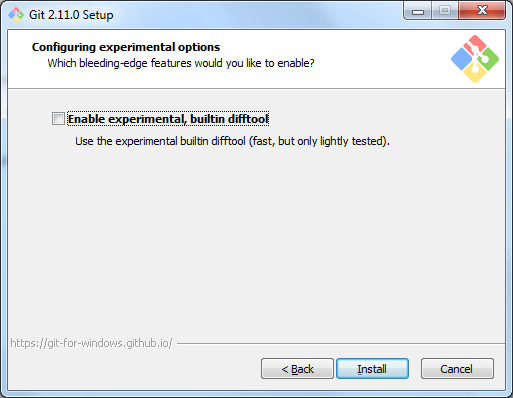 Git 2.11.0 Setup
Configuring experimental options
Which bleeding-edge features would you like to enable?
Enable experimental, builtin difftool
Use the experimental builtin difftool (fast, but only lightly tested).
https://git-for-windows.github.io/
< Back
Install
Cancel